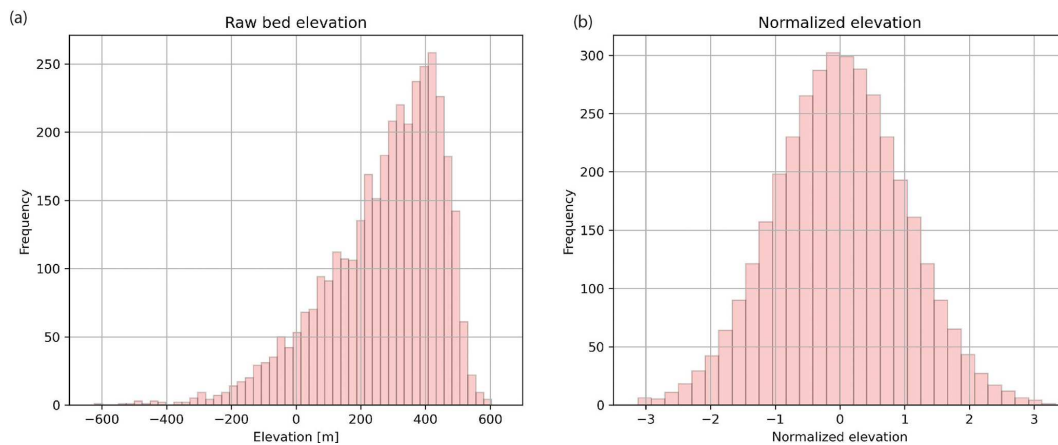 (a)
Raw bed elevation
250
200
150
100
50
0
Frequency
−600 −400 −200 0 200 400 600
Elevation [m]
(b)
Normalized elevation
300
250
200
150
100
50
0
Frequency
−3 −2 −1 0 1 2 3
Normalized elevation